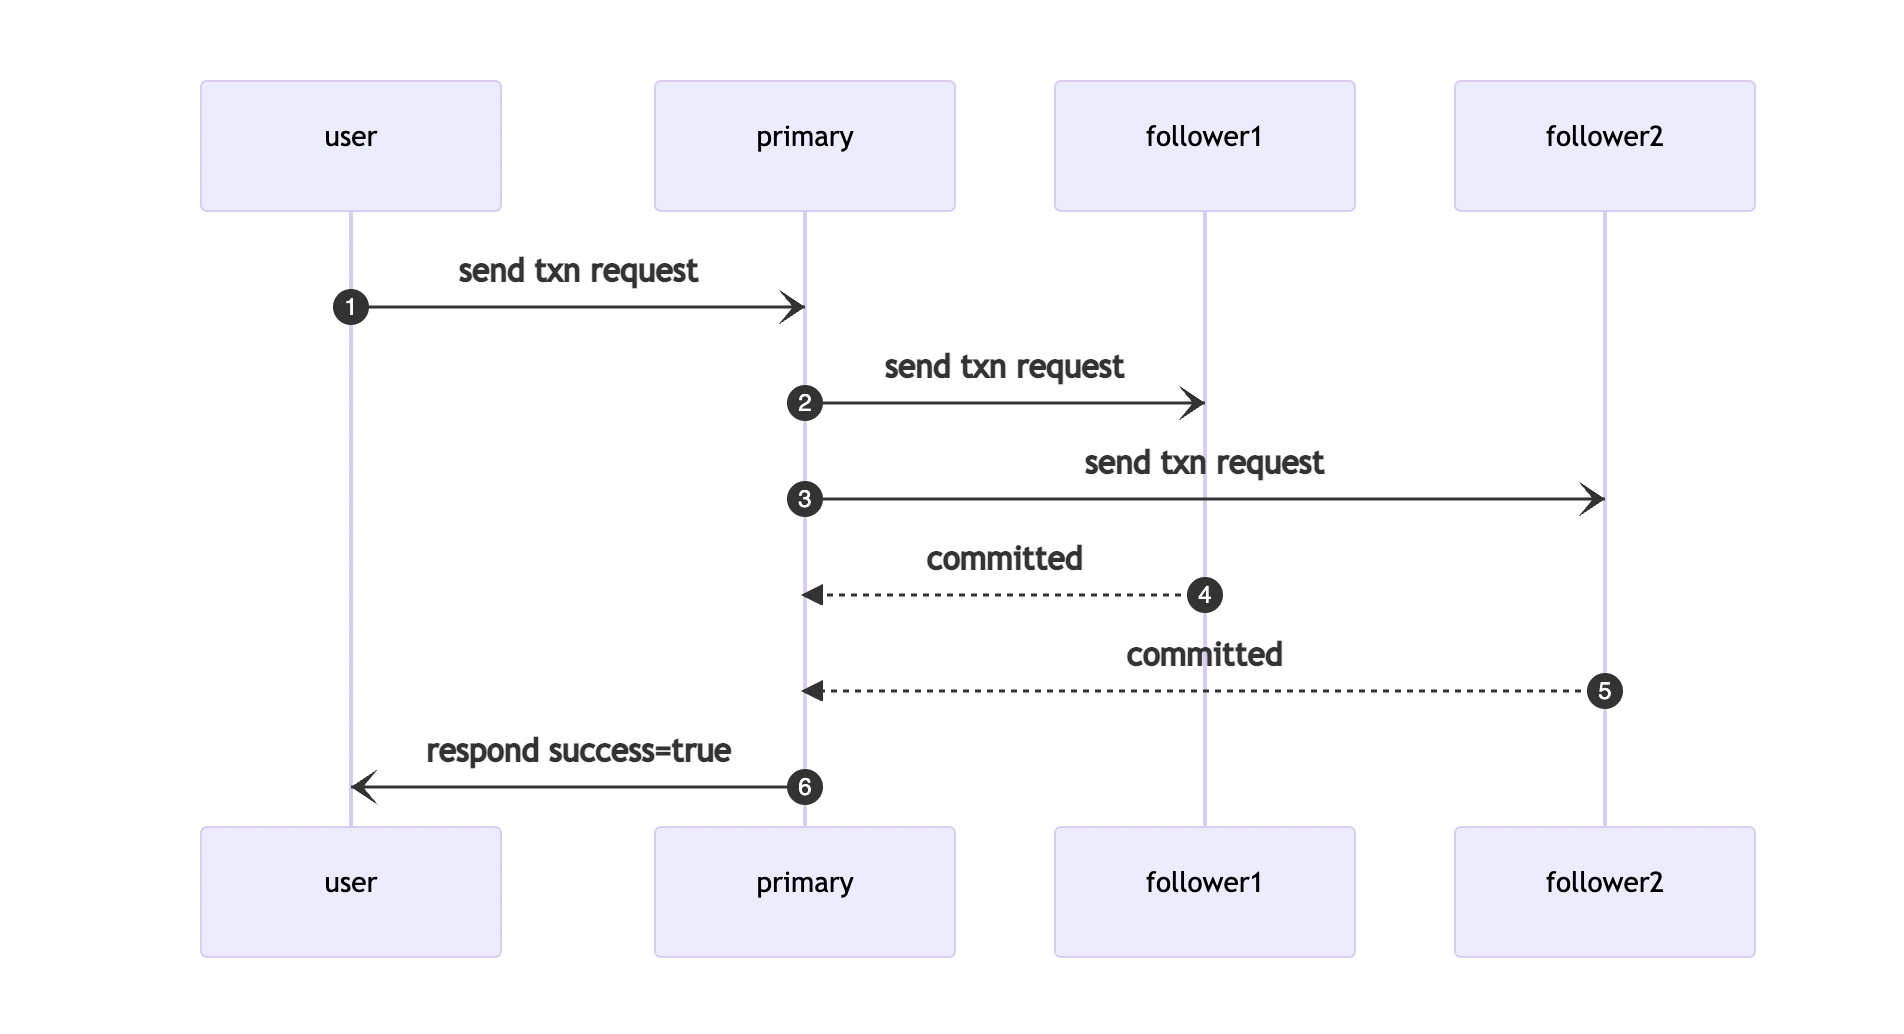 user
primary
follower1
follower2
send txn request
1
send txn request
2
send txn request
3
committed
4
committed
5
respond success=true
6
user
primary
follower1
follower2